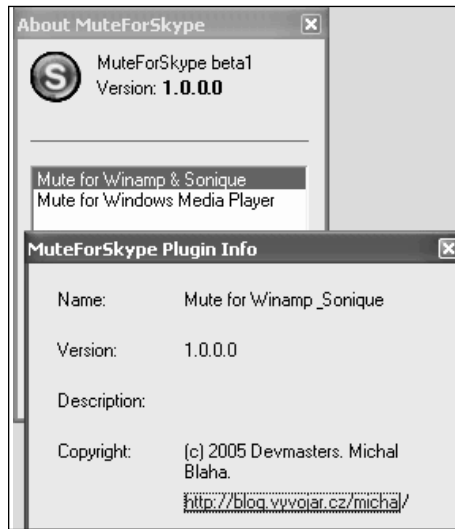 About MuteForSkype
S
MuteForSkype beta1
Version: 1.0.0.0
Mute for Winamp & Sonique
Mute for Windows Media Player
MuteForSkype Plugin Info
Name: Mute for Winamp _Sonique
Version: 1.0.0.0
Description:
Copyright: (c) 2005 Devmasters. Michal
Blaha.
http://blog.vyvojar.cz/michal/